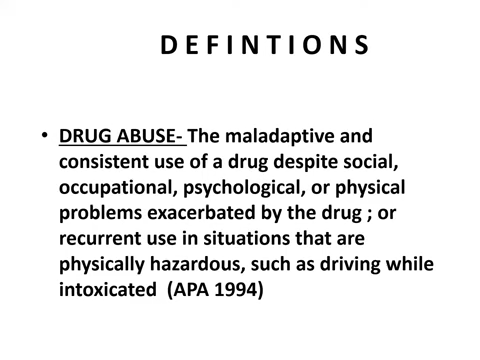 D E F I N T I O N S
• DRUG ABUSE- The maladaptive and
consistent use of a drug despite social,
occupational, psychological, or physical
problems exacerbated by the drug ; or
recurrent use in situations that are
physically hazardous, such as driving while
intoxicated (APA 1994)